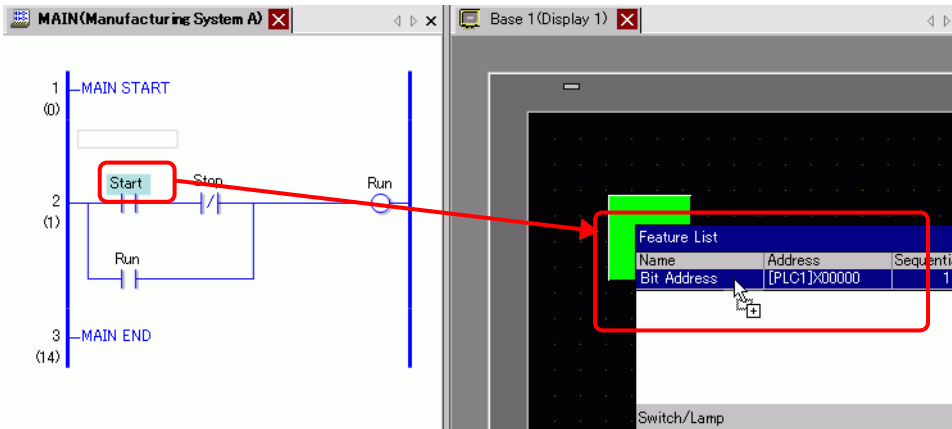 MAIN(Manufacturing System A)
Base 1(Display 1)
1 MAIN START
(0)
Start Stop Run
2
(1)
Run
3 MAIN END
(14)
Feature List
Name Address Sequenti
Bit Address [PLC1]X00000 1
Switch/Lamp